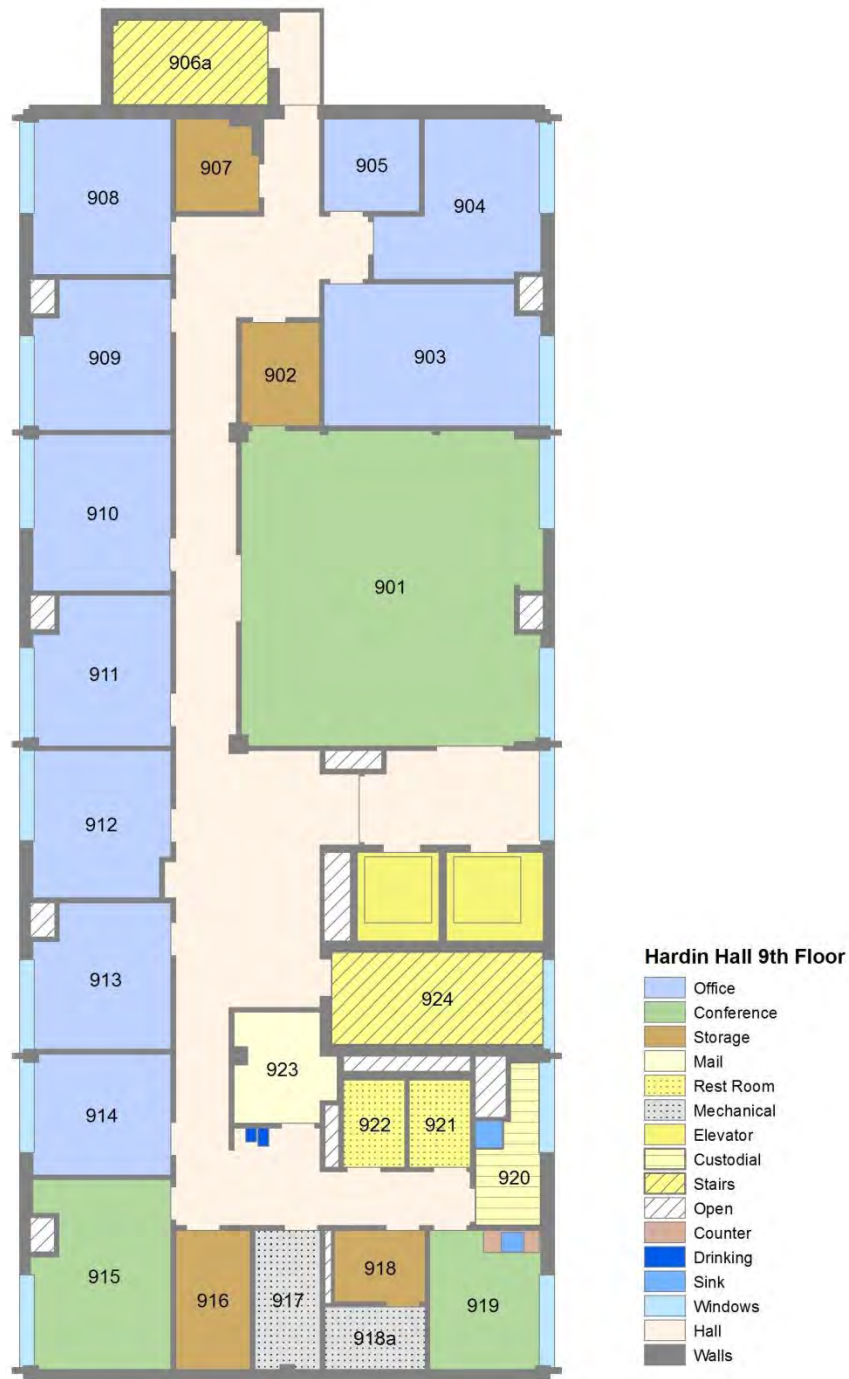 906a
907
905
908
904
909
902
903
910
901
911
912
913
924
923
914
922
921
920
915
916
917
918
919
918a
Hardin Hall 9th Floor
Office
Conference
Storage
Mail
Rest Room
Mechanical
Elevator
Custodial
Stairs
Open
Counter
Drinking
Sink
Windows
Hall
Walls